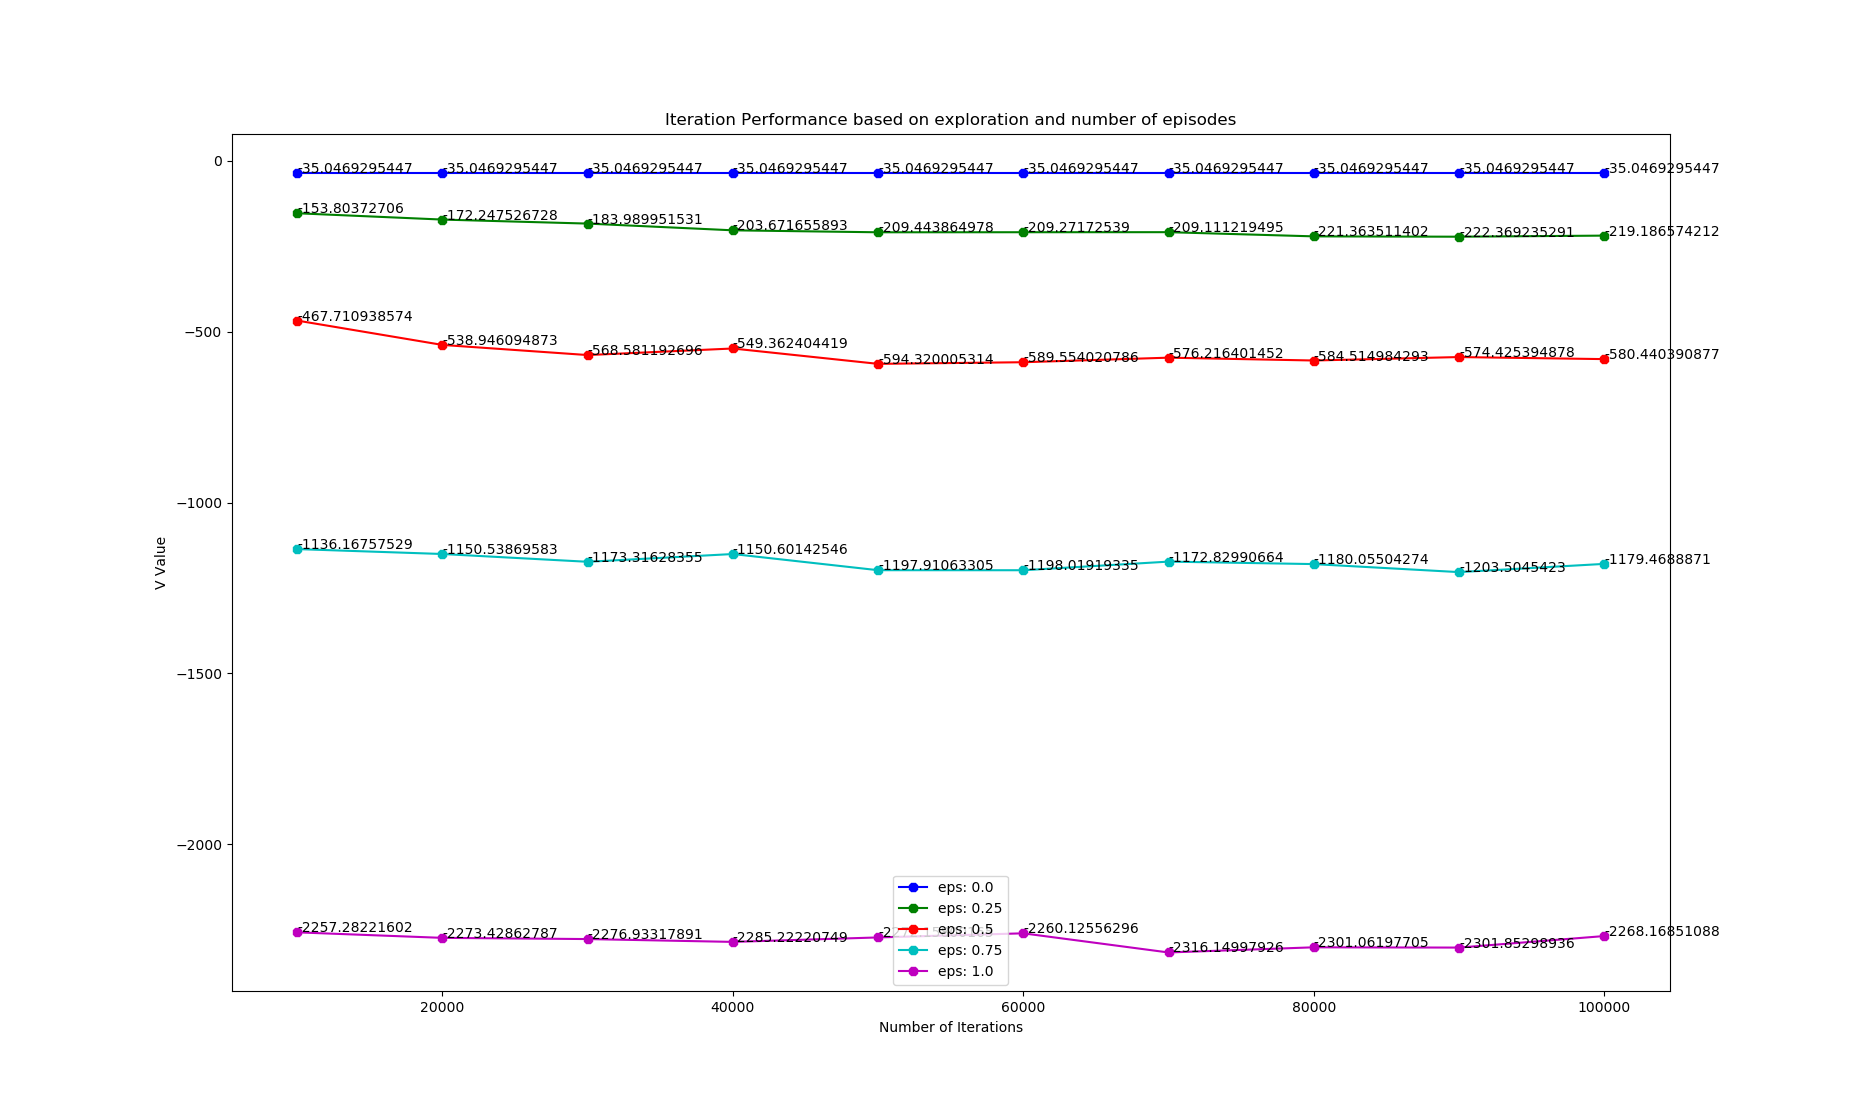 Iteration Performance based on exploration and number of episodes
0
-35.0469295447 -35.0469295447 -35.0469295447 -35.0469295447 -35.0469295447 -35.0469295447 -35.0469295447 -35.0469295447 -35.0469295447 -35.0469295447
-153.80372706 -172.247526728 -183.989951531 -203.671655893 -209.443864978 -209.27172539 -209.111219495 -221.363511402 -222.369235291 -219.186574212
−500
-467.710938574 -538.946094873 -568.581192696 -549.362404419 -594.320005314 -589.554020786 -576.216401452 -584.514984293 -574.425394878 -580.440390877
−1000
V Value
-1136.16757529 -1150.53869583 -1173.31628355 -1150.60142546 -1197.91063305 -1198.01919335 -1172.82990664 -1180.05504274 -1203.5045423 -1179.4688871
−1500
−2000
eps: 0.0
eps: 0.25
eps: 0.5
eps: 0.75
eps: 1.0
-2257.28221602 -2273.42862787 -2276.93317891 -2285.22220749 -2260.12556296 -2316.14997926 -2301.06197705 -2301.85298936 -2268.16851088
20000 40000 60000 80000 100000
Number of Iterations